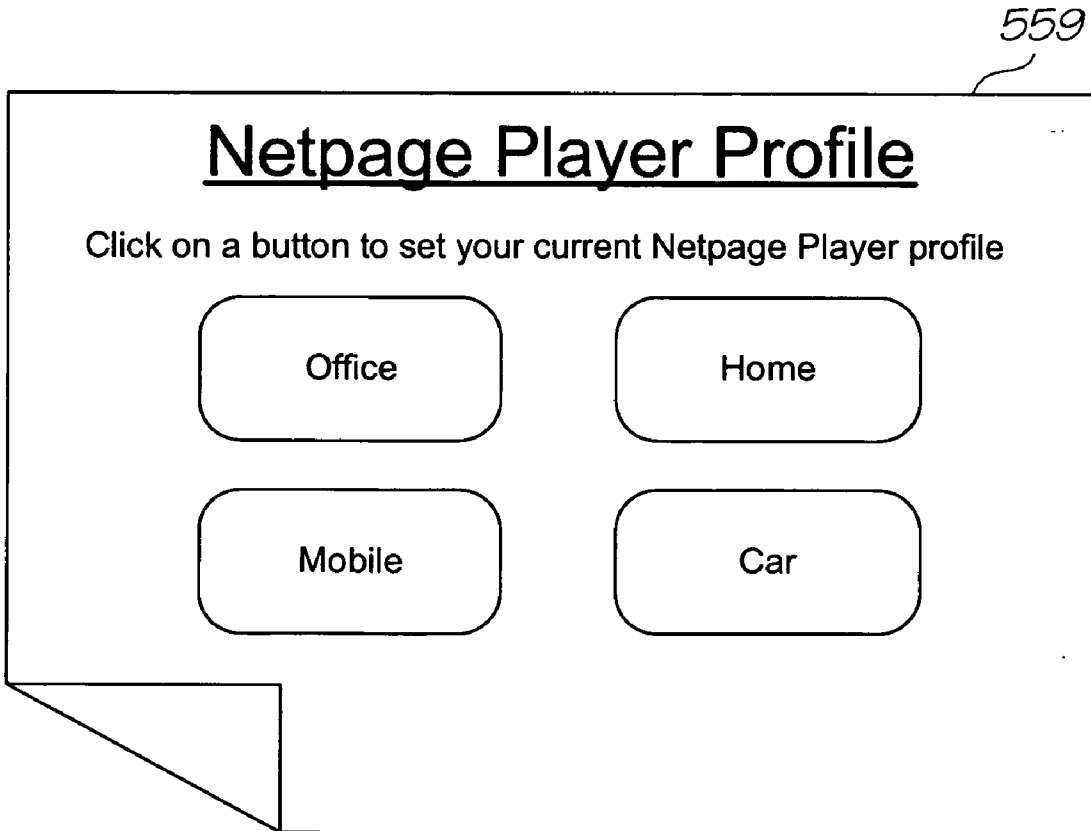 559
Netpage Player Profile
Click on a button to set your current Netpage Player profile
Office
Home
Mobile
Car